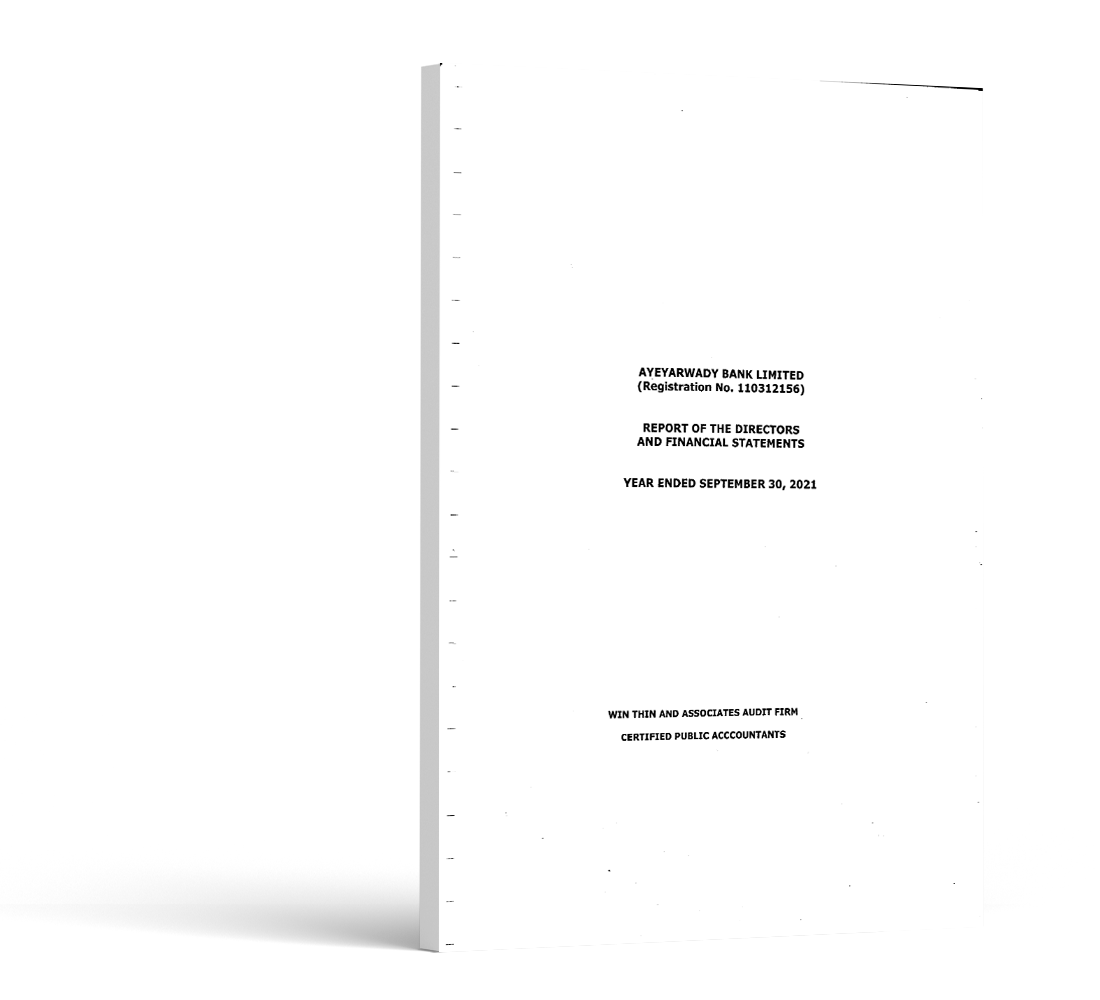 AYEYARWADY BANK LIMITED
(Registration No. 110312156)
REPORT OF THE DIRECTORS
AND FINANCIAL STATEMENTS
YEAR ENDED SEPTEMBER 30, 2021
WIN THIN AND ASSOCIATES AUDIT FIRM
CERTIFIED PUBLIC ACCCOUNTANTS